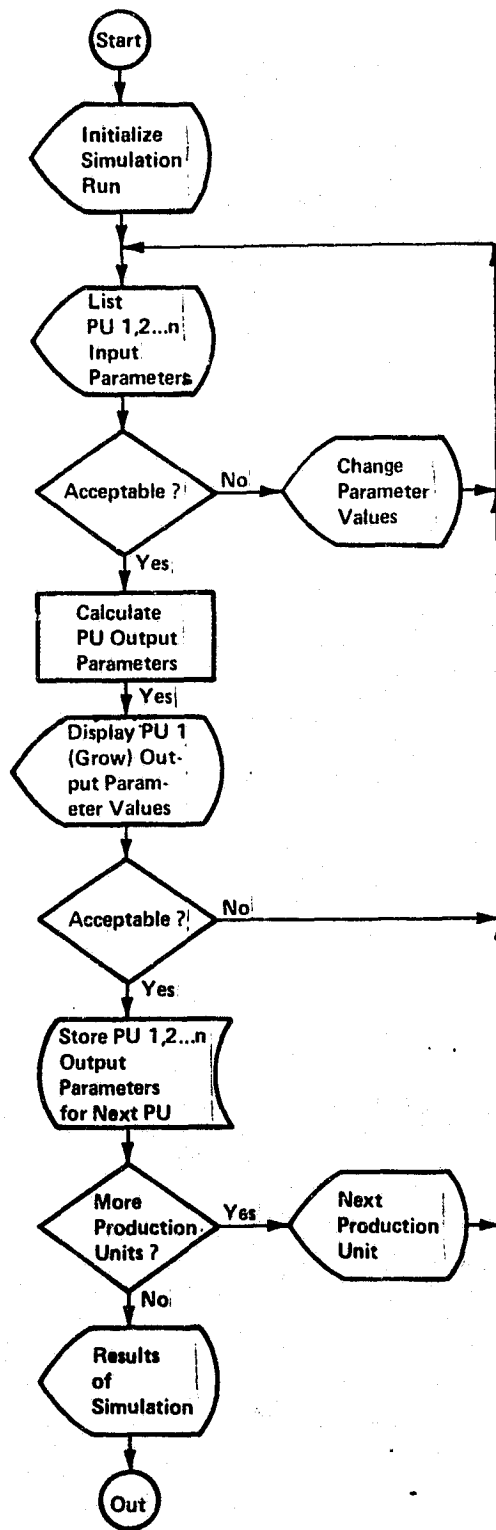 Start
Initialize
Simulation
Run
List
PU 1,2...n
Input
Parameters
Acceptable ?
No
Change
Parameter
Values
Yes
Calculate
PU Output
Parameters
Yes
Display PU 1
(Grow) Out-
put Param-
eter Values
Acceptable ?
No
Yes
Store PU 1,2...n
Output
Parameters
for Next PU
More
Production
Units ?
Yes
Next
Production
Unit
No
Results
of
Simulation
Out